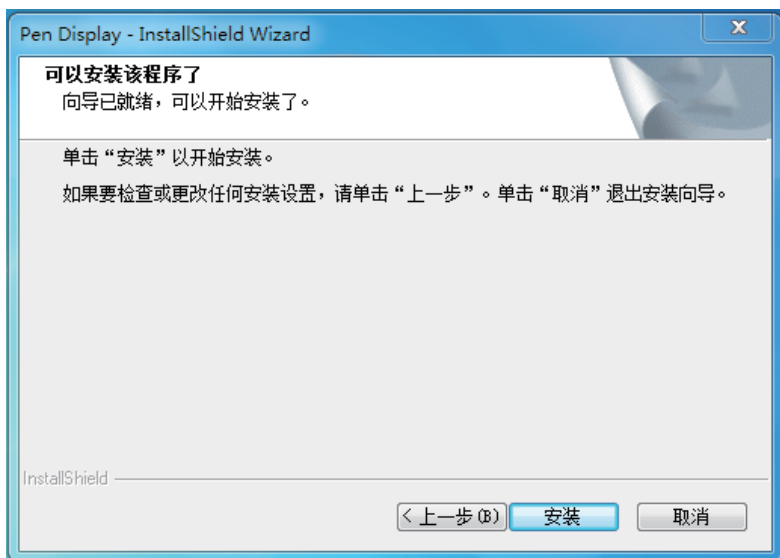 Pen Display - InstallShield Wizard
可以安装该程序了
向导已就绪，可以开始安装了。
单击“安装”以开始安装。
如果要检查或更改任何安装设置，请单击“上一步”。单击“取消”退出安装向导。
InstallShield
< 上一步(B)
安装
取消